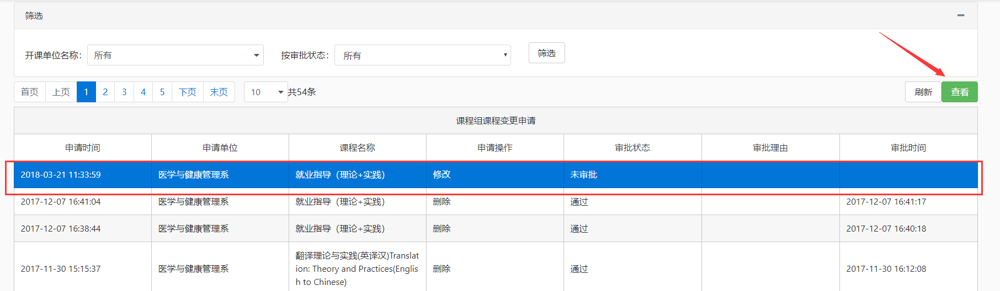 筛选
开课单位名称： 所有 按审批状态： 所有 筛选
首页 上页 1 2 3 4 5 下页 末页 10 共54条 刷新 查看
课程组课程变更申请
申请时间 申请单位 课程名称 申请操作 审批状态 审批理由 审批时间
2018-03-21 11:33:59 医学与健康管理系 就业指导（理论+实践） 修改 未审批
2017-12-07 16:41:04 医学与健康管理系 就业指导（理论+实践） 删除 通过 2017-12-07 16:41:17
2017-12-07 16:38:44 医学与健康管理系 就业指导（理论+实践） 删除 通过 2017-12-07 16:40:18
翻译理论与实践(英译汉)Translat
2017-11-30 15:15:37 医学与健康管理系 ion: Theory and Practices(Englis 删除 通过 2017-11-30 16:12:08
h to Chinese)